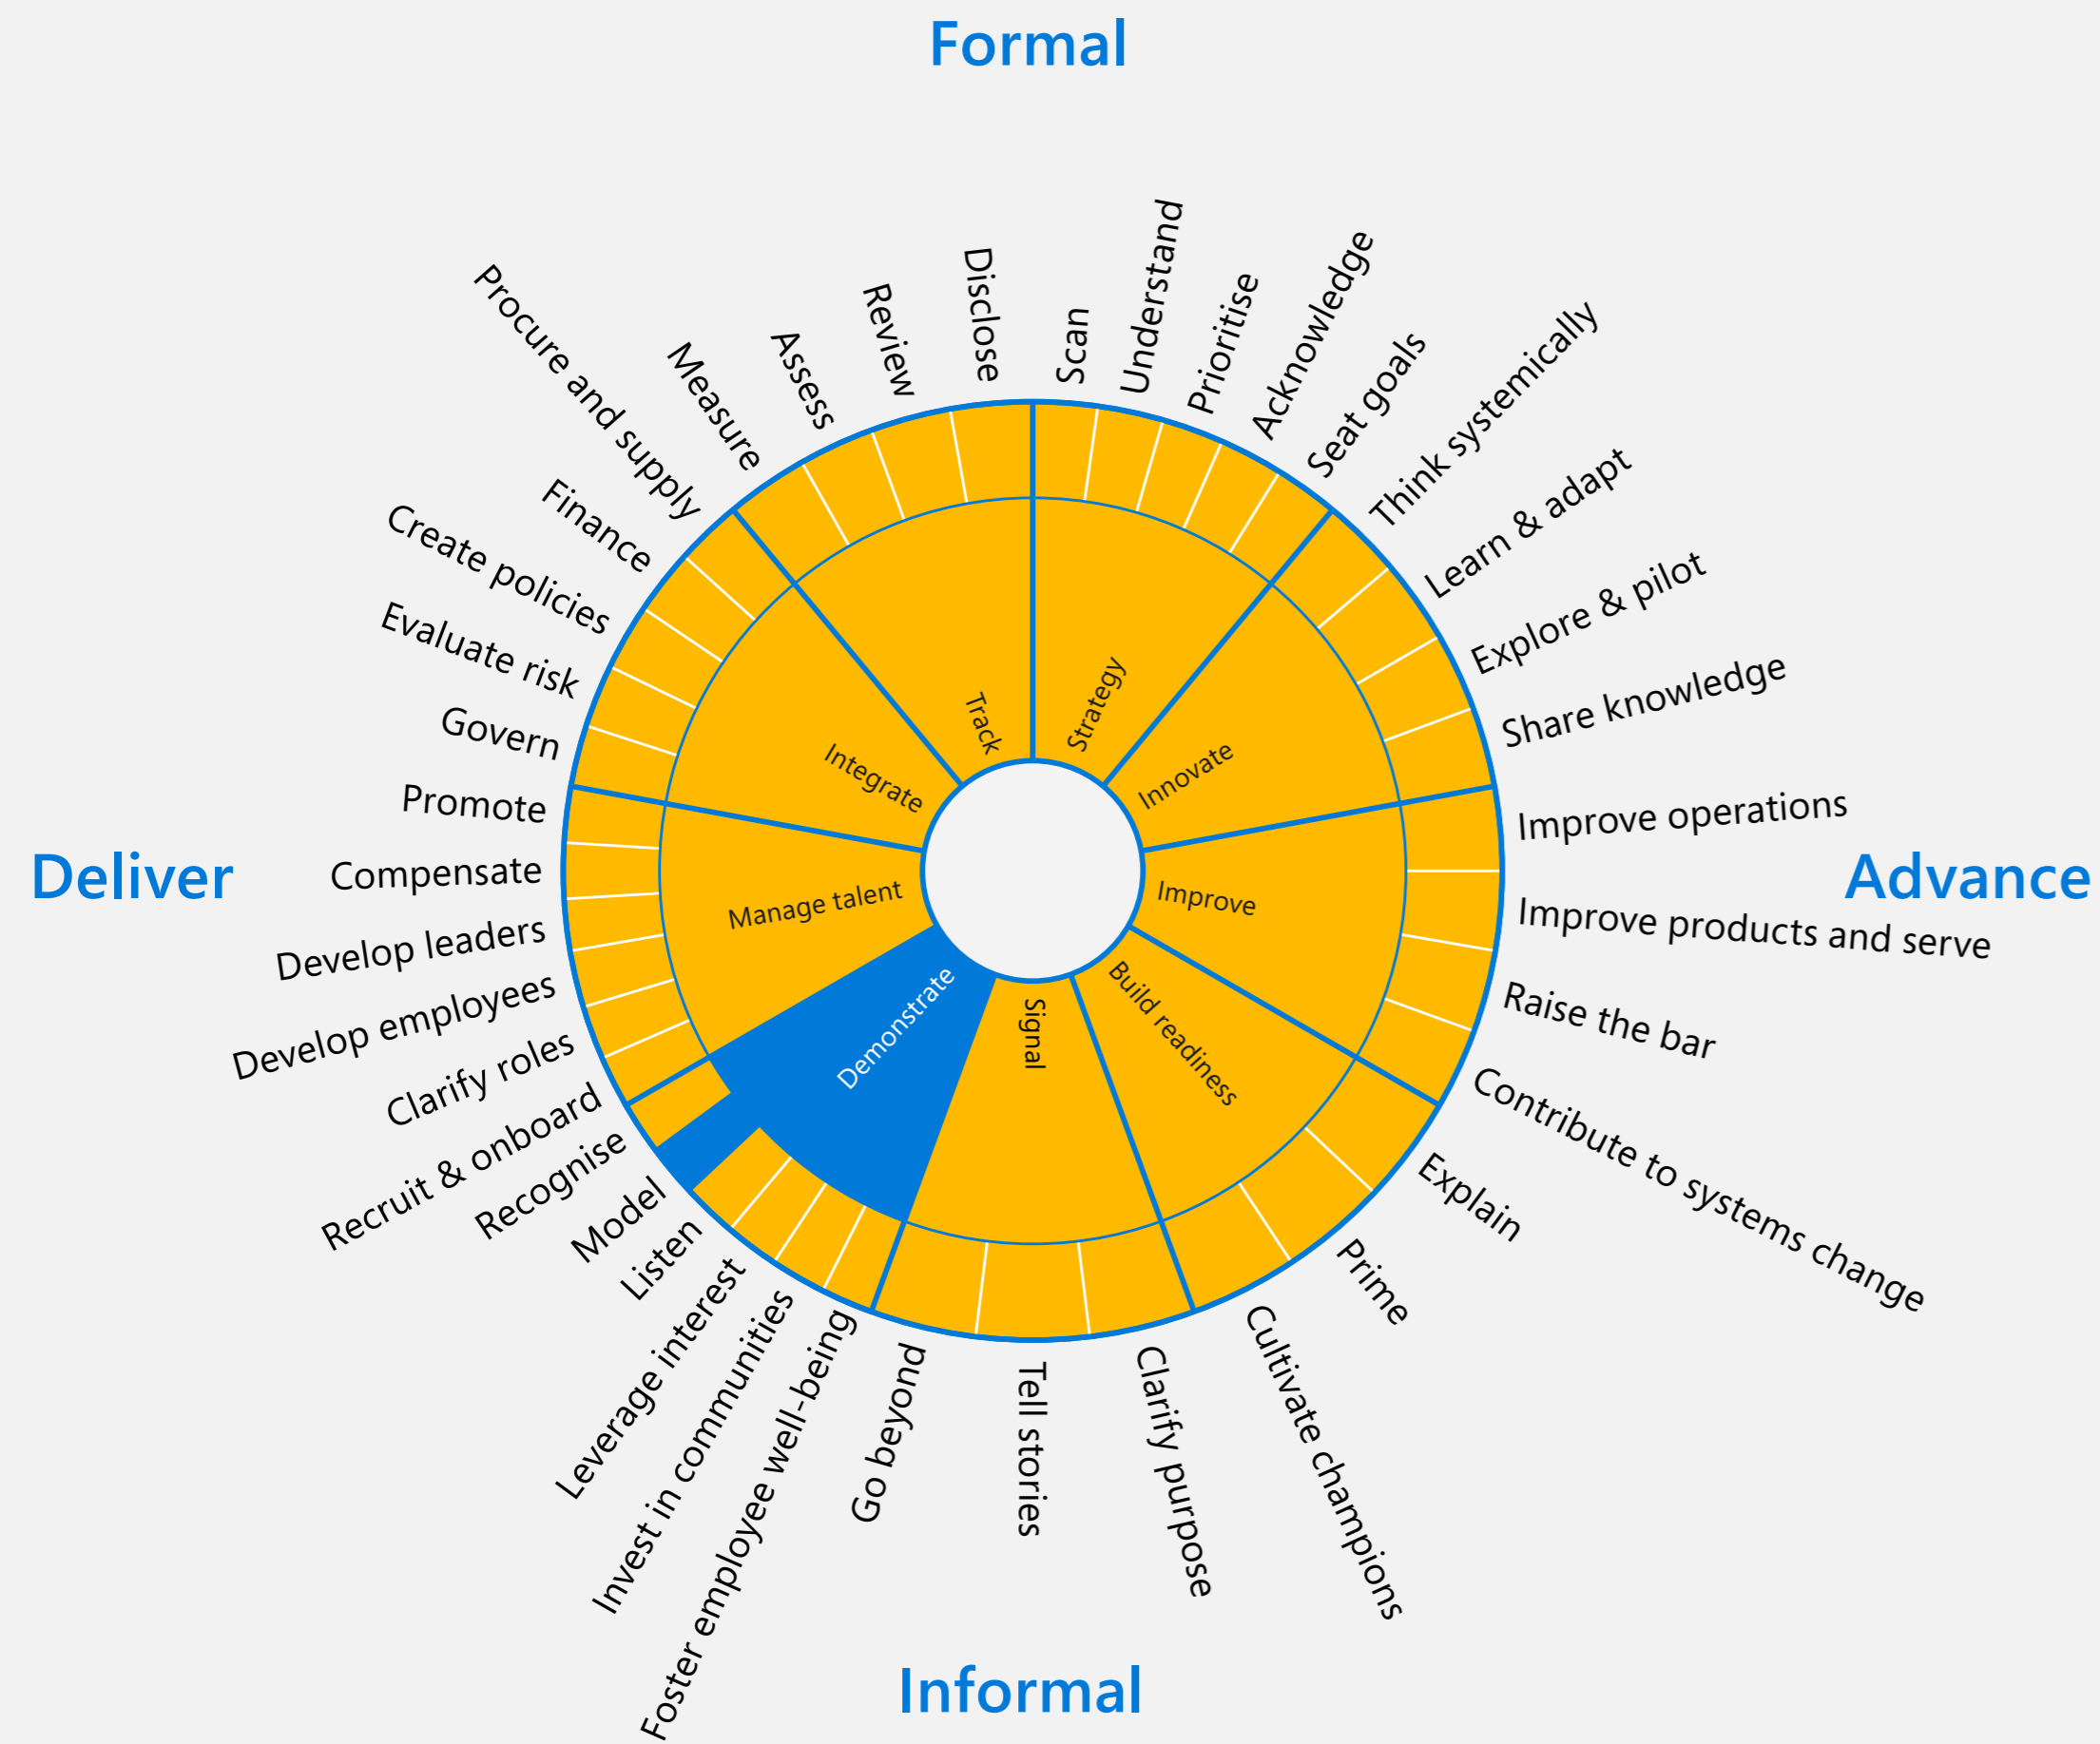 Formal
Scan
Understand
Prioritise
Acknowledge
Seat goals
Think systemically
Learn & adapt
Explore & pilot
Share knowledge
Improve operations
Improve products and serve
Raise the bar
Contribute to systems change
Explain
Prime
Cultivate champions
Clarify purpose
Tell stories
Go beyond
Foster employee well-being
Invest in communities
Leverage interest
Listen
Model
Recognise
Recruit & onboard
Clarify roles
Develop employees
Develop leaders
Compensate
Promote
Govern
Evaluate risk
Create policies
Finance
Procure and supply
Measure
Assess
Review
Disclose
Strategy
Innovate
Improve
Build readiness
Signal
Demonstrate
Manage talent
Integrate
Track
Deliver
Advance
Informal